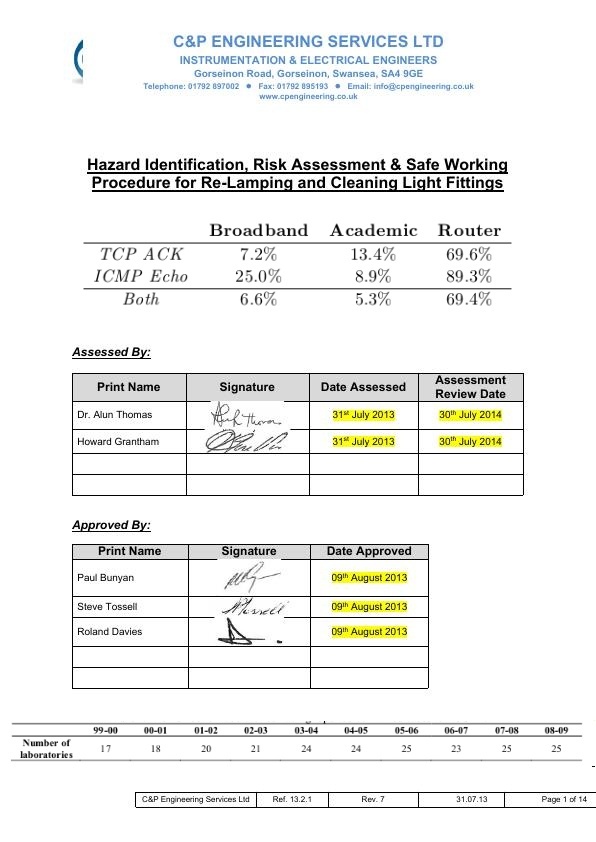 C&P ENGINEERING SERVICES LTD
INSTRUMENTATION & ELECTRICAL ENGINEERS
Gorseinon Road, Gorseinon, Swansea, SA4 9GE
Telephone: 01792 897002 ● Fax: 01792 895193 ● Email: info@cpengineering.co.uk
www.cpengineering.co.uk
Hazard Identification, Risk Assessment & Safe Working
Procedure for Re-Lamping and Cleaning Light Fittings
Broadband Academic Router
TCP ACK 7.2% 13.4% 69.6%
ICMP Echo 25.0% 8.9% 89.3%
Both 6.6% 5.3% 69.4%
Assessed By:
Print Name Signature Date Assessed Assessment
Review Date
Dr. Alun Thomas 31st July 2013 30th July 2014
Howard Grantham 31st July 2013 30th July 2014
Approved By:
Print Name Signature Date Approved
Paul Bunyan 09th August 2013
Steve Tossell 09th August 2013
Roland Davies 09th August 2013
99-00 00-01 01-02 02-03 03-04 04-05 05-06 06-07 07-08 08-09
Number of
laboratories 17 18 20 21 24 24 25 23 25 25
C&P Engineering Services Ltd Ref. 13.2.1 Rev. 7 31.07.13 Page 1 of 14